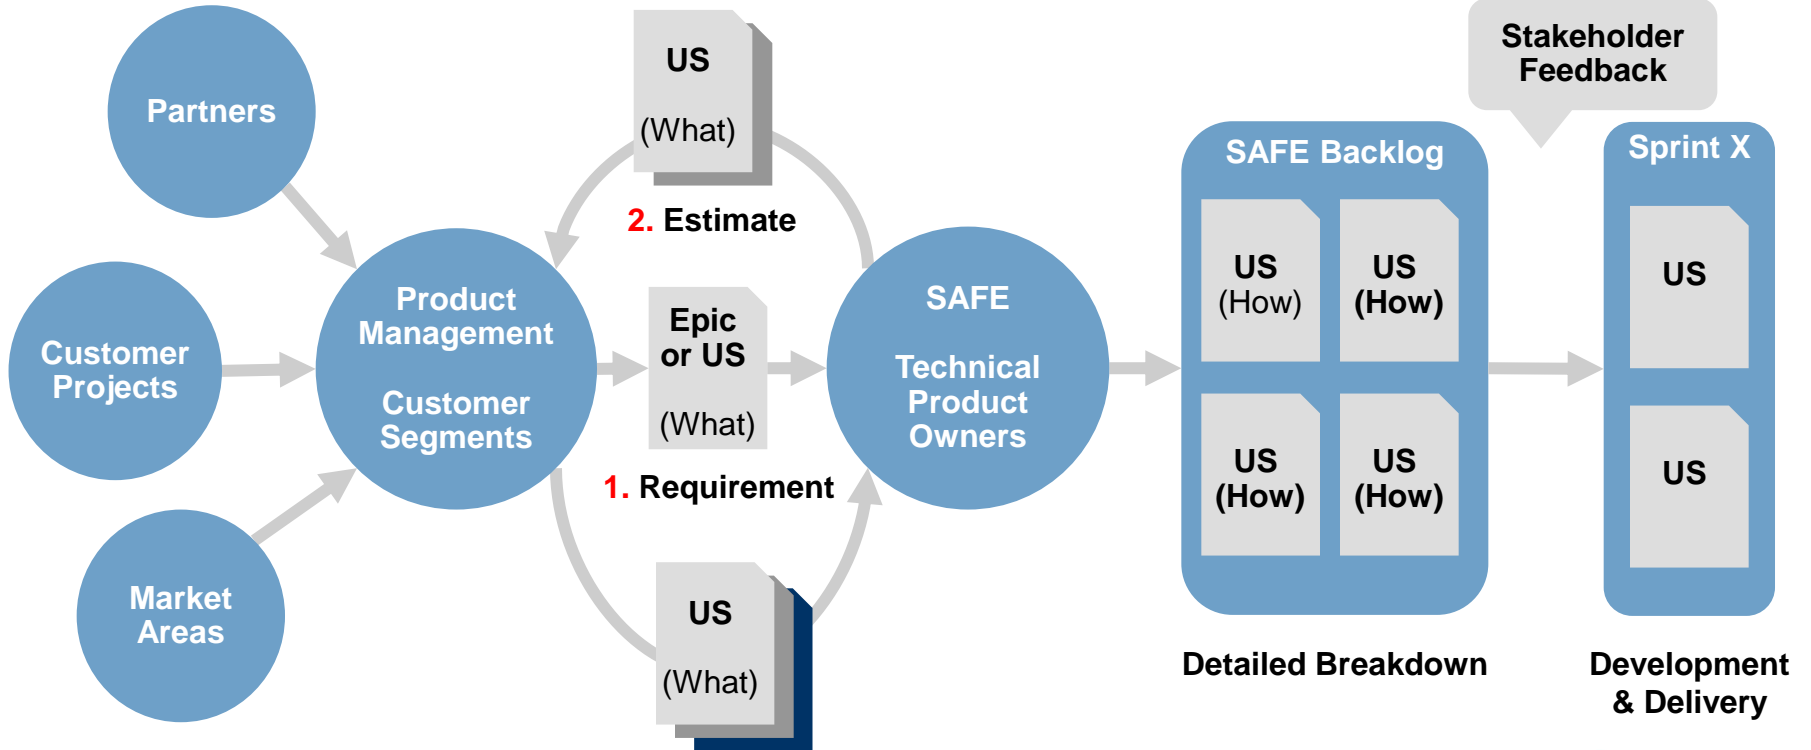 Partners
Customer
Projects
Market
Areas
Product
Management
Customer
Segments
US
(What)
2. Estimate
Epic
or US
(What)
1. Requirement
US
(What)
SAFE
Technical
Product
Owners
SAFE Backlog
US
(How)
US
(How)
US
(How)
US
(How)
Detailed Breakdown
Stakeholder
Feedback
Sprint X
US
US
Development
& Delivery